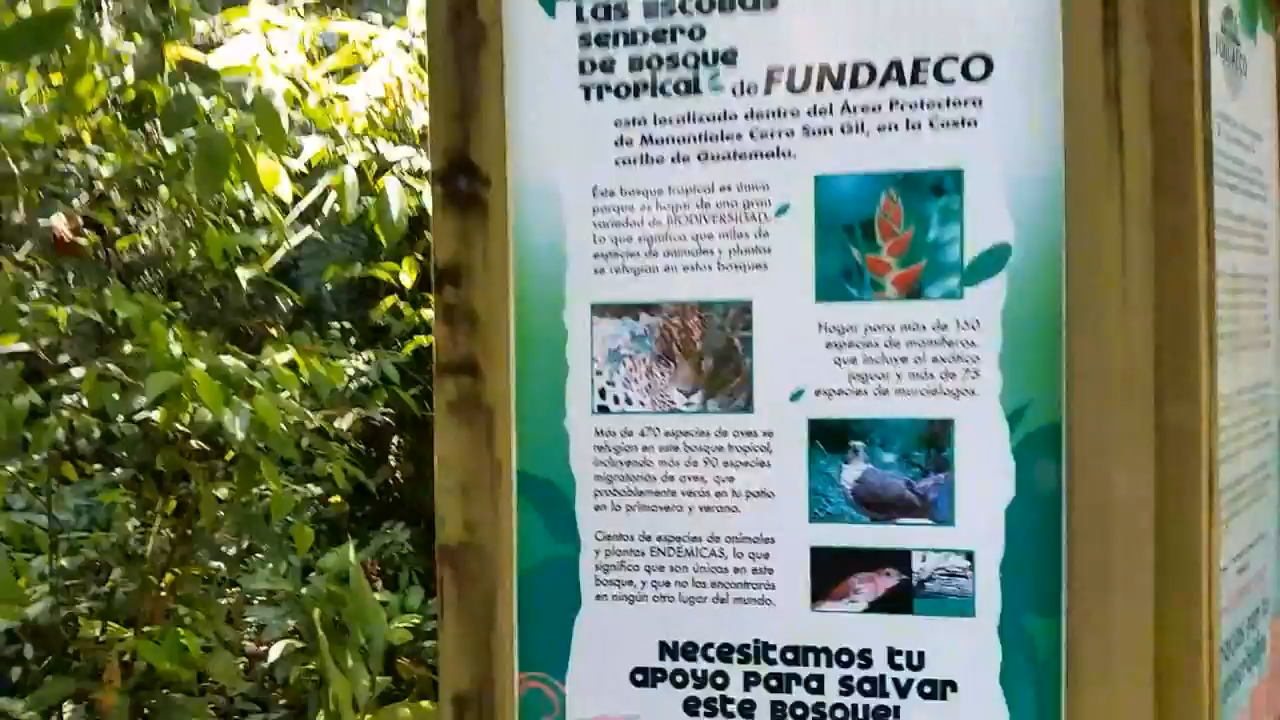 Las Escobas
sendero
De Bosque
Tropical de FUNDAECO
está localizado dentro del Área Protectora
de Manantiales Cerro San Gil, en la Costa
caribe de Guatemala.
Este bosque tropical es único
porque es hogar de una gran
variedad de BIODIVERSIDAD.
Lo que significa que miles de
especies de animales y plantas
se refugian en estos bosques
Hogar para más de 150
especies de mamíferos,
que incluye al exótico
jaguar y más de 75
especies de murciélagos.
Más de 470 especies de aves se
refugian en este bosque tropical,
incluyendo más de 90 especies
migratorias de aves, que
probablemente verás en tu patio
en la primavera y verano.
Cientos de especies de animales
y plantas ENDÉMICAS, lo que
significa que son únicas en este
bosque, y que no las encontrarás
en ningún otro lugar del mundo.
Necesitamos tu
apoyo para salvar
este Bosque!
FUNDAECO